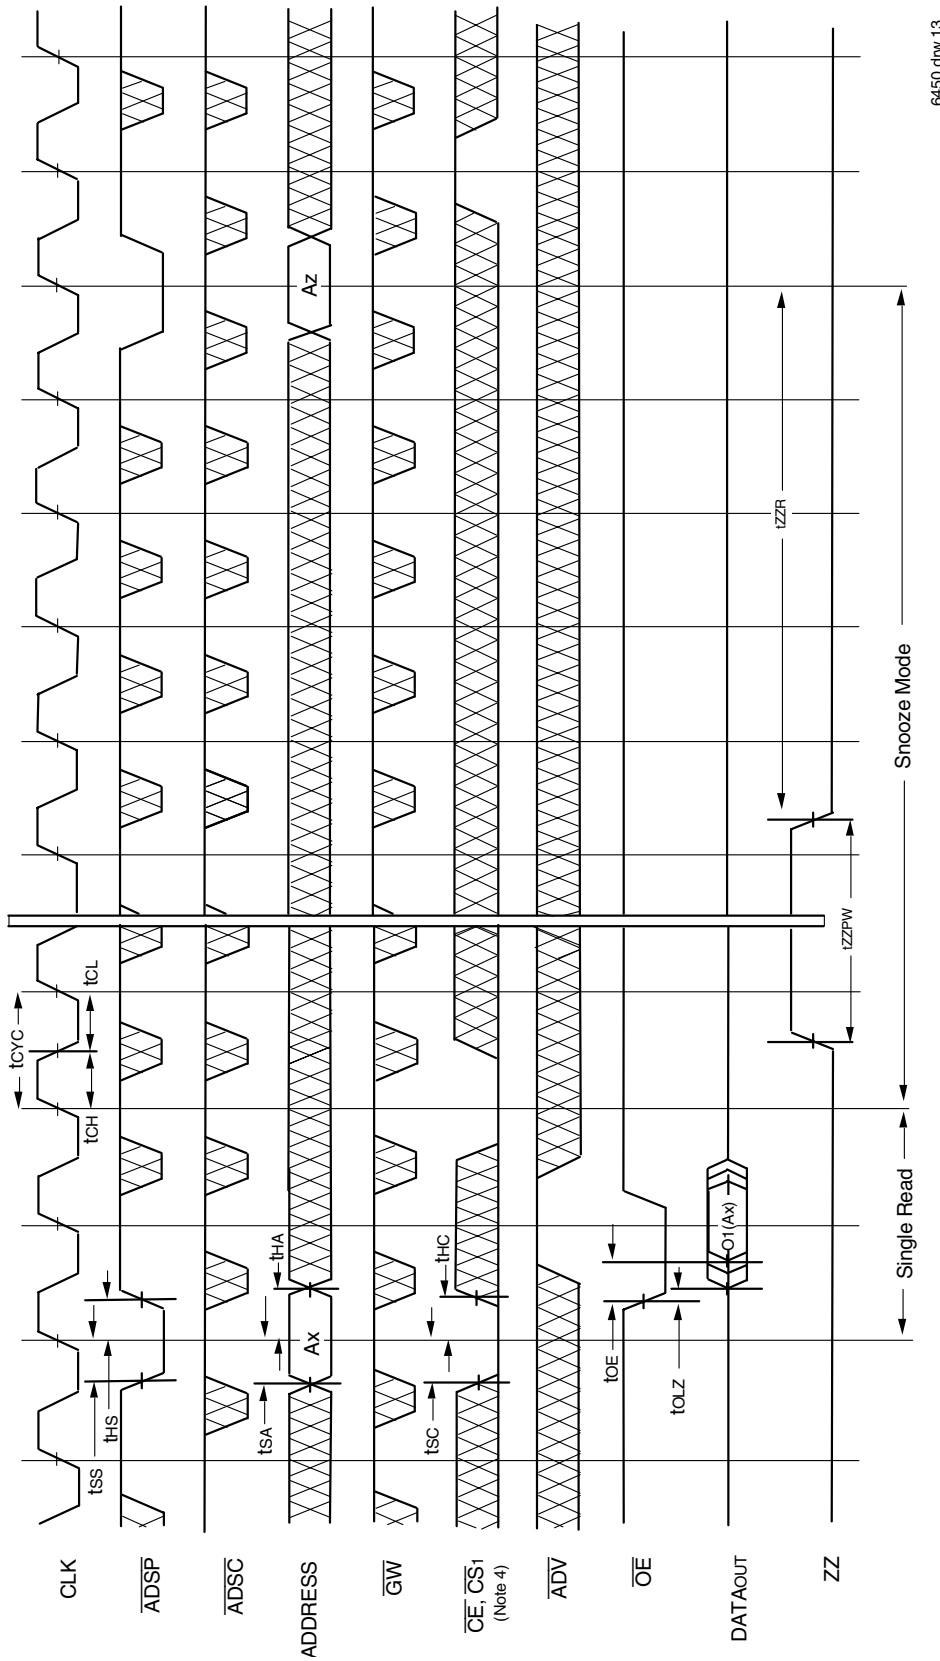 CLK
tSS
tHS
tCH
tCYC
tCL
ADSP
ADSC
ADDRESS
tSA
Ax
tHA
Az
GW
CE, CS1
(Note 4)
tSC
tHC
ADV
OE
tOE
tOLZ
DATAOUT
O1(Ax)
ZZ
tZZPW
tZZR
Single Read
Snooze Mode
6450 drw 13